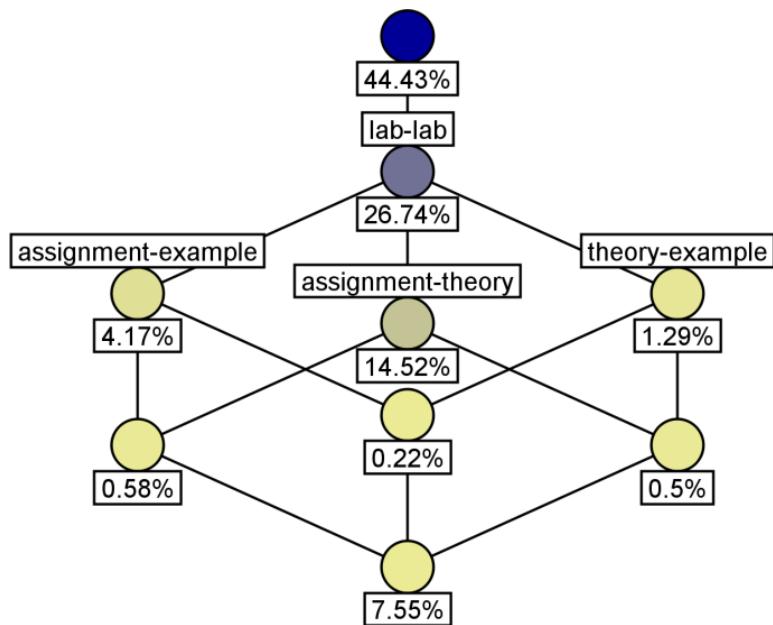 44.43%
lab-lab
26.74%
assignment-example
theory-example
assignment-theory
4.17%
1.29%
14.52%
0.22%
0.58%
0.5%
7.55%